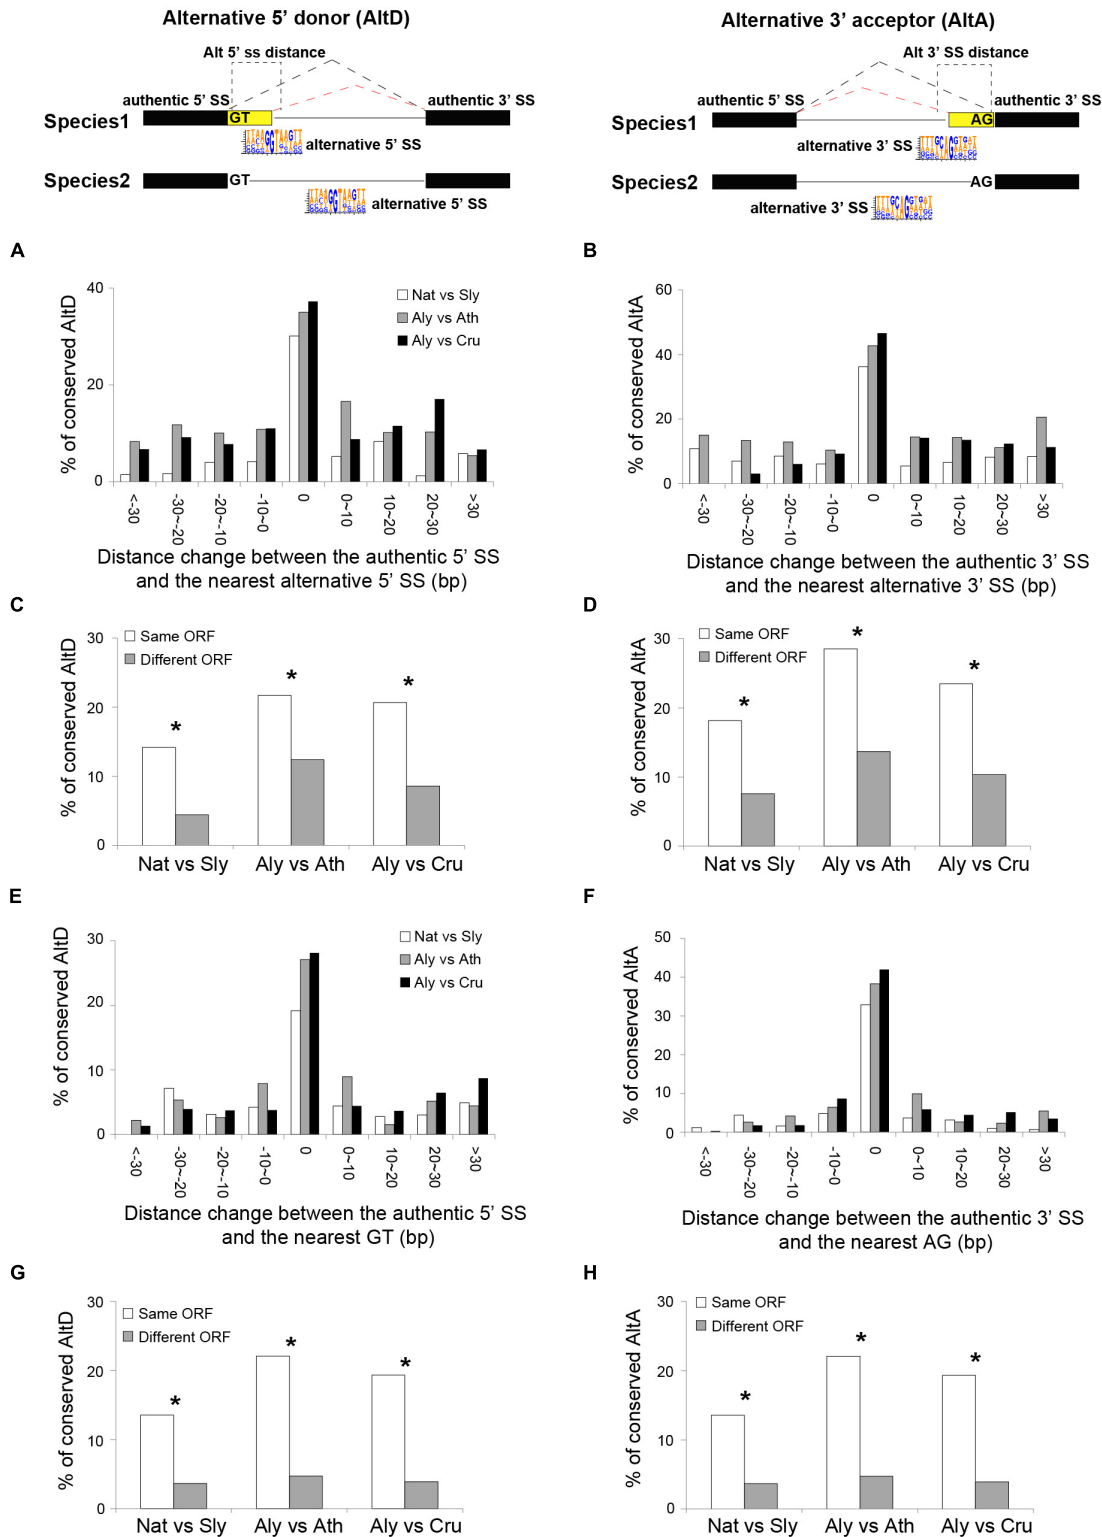 Alternative 5' donor (AltD)
Alt 5' ss distance
authentic 5' SS
authentic 3' SS
Species1
GT
alternative 5' SS
Species2
GT
alternative 5' SS
Alternative 3' acceptor (AltA)
Alt 3' SS distance
authentic 5' SS
authentic 3' SS
Species1
AG
alternative 3' SS
Species2
AG
alternative 3' SS
A
% of conserved AltD
40
20
0
Nat vs Sly
Aly vs Ath
Aly vs Cru
<-30
-30~-20
-20~-10
-10~0
0
0~10
10~20
20~30
>30
Distance change between the authentic 5' SS
and the nearest alternative 5' SS (bp)
B
% of conserved AltA
60
40
20
0
<-30
-30~-20
-20~-10
-10~0
0
0~10
10~20
20~30
>30
Distance change between the authentic 3' SS
and the nearest alternative 3' SS (bp)
C
% of conserved AltD
30
20
10
0
Same ORF
Different ORF
*
*
*
Nat vs Sly
Aly vs Ath
Aly vs Cru
D
% of conserved AltA
30
20
10
0
Same ORF
Different ORF
*
*
*
Nat vs Sly
Aly vs Ath
Aly vs Cru
E
% of conserved AltD
30
20
10
0
Nat vs Sly
Aly vs Ath
Aly vs Cru
<-30
-30~-20
-20~-10
-10~0
0
0~10
10~20
20~30
>30
Distance change between the authentic 5' SS
and the nearest GT (bp)
F
% of conserved AltA
50
40
30
20
10
0
<-30
-30~-20
-20~-10
-10~0
0
0~10
10~20
20~30
>30
Distance change between the authentic 3' SS
and the nearest AG (bp)
G
% of conserved AltD
30
20
10
0
Same ORF
Different ORF
*
*
*
Nat vs Sly
Aly vs Ath
Aly vs Cru
H
% of conserved AltA
30
20
10
0
Same ORF
Different ORF
*
*
*
Nat vs Sly
Aly vs Ath
Aly vs Cru